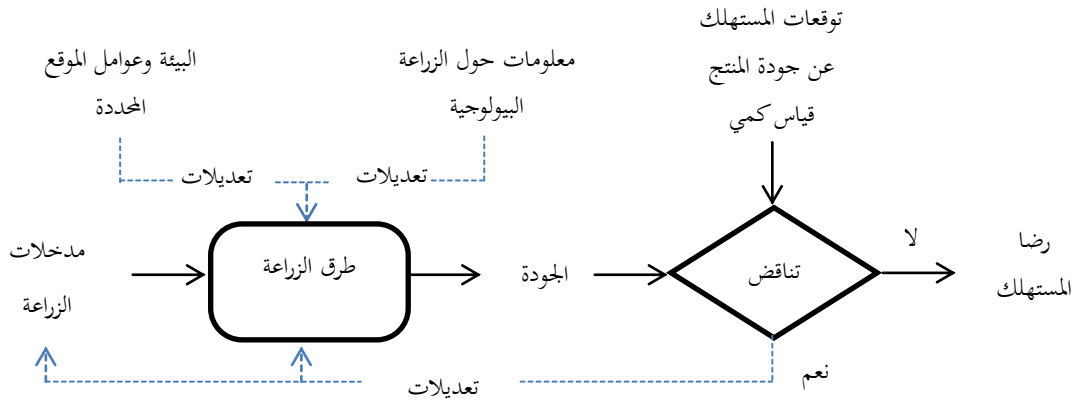 توقعات المستهلك
عن جودة المنتج
قياس كمي
معلومات حول الزراعة
البيولوجية
البيئة وعوامل الموقع
المحددة
تعديلات
تعديلات
مدخلات
الزراعة
طرق الزراعة
الجودة
تناقض
لا
رضا
المستهلك
نعم
تعديلات